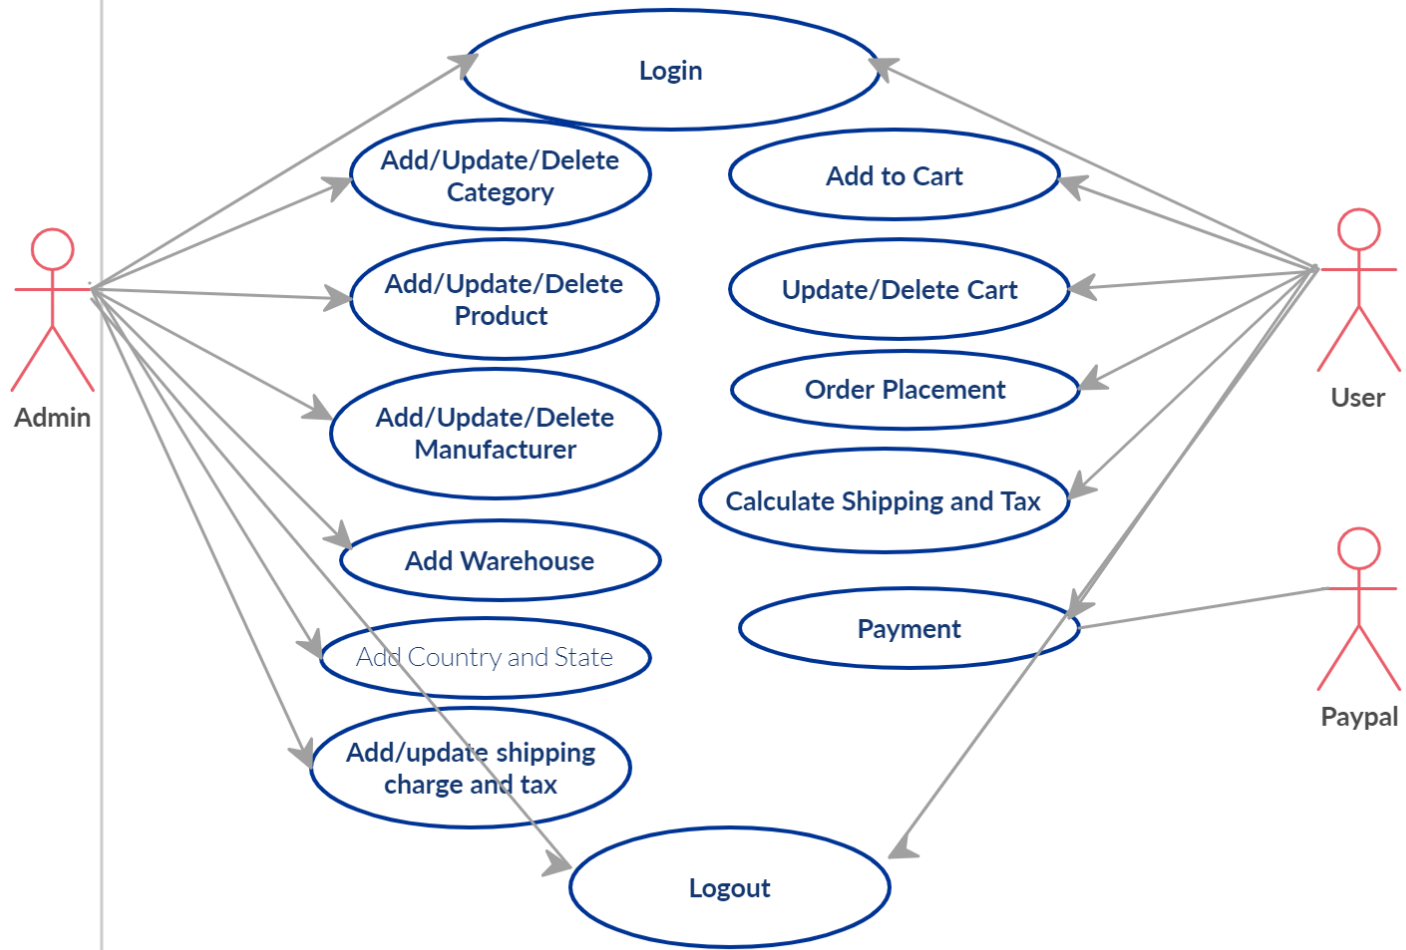 Login
Add/Update/Delete
Category
Add to Cart
Add/Update/Delete
Product
Update/Delete Cart
Order Placement
Admin
User
Add/Update/Delete
Manufacturer
Calculate Shipping and Tax
Add Warehouse
Payment
Add Country and State
Paypal
Add/update shipping
charge and tax
Logout